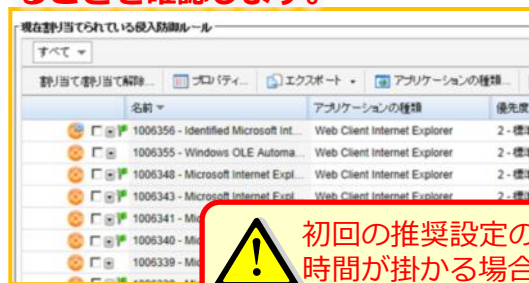 ることを確認します。
現在割り当てられている侵入防御ルール
すべて
割り当て/割り当て解除... プロパティ... エクスポート アプリケーションの種類...
名前 アプリケーションの種類 優先度
1006356 - Identified Microsoft Int... Web Client Internet Explorer 2 - 標準
1006355 - Windows OLE Automa... Web Client Internet Explorer 2 - 標準
1006348 - Microsoft Internet Expl... Web Client Internet Explorer 2 - 標準
1006343 - Microsoft Internet Expl... Web Client Internet Explorer 2 - 標準
1006341 - Mic
1006340 - Mic
1006339 - Mic
初回の推奨設定の
時間が掛かる場合